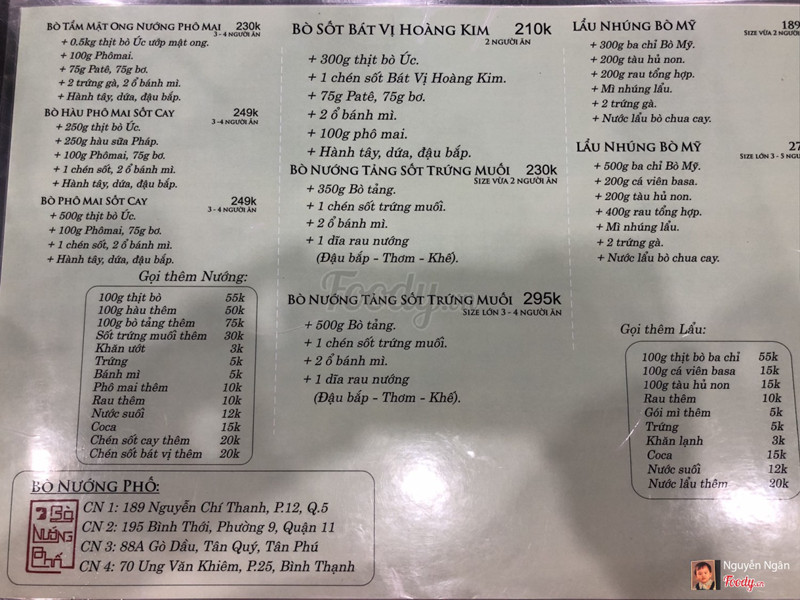 Bò Tắm Mật Ong Nướng Phô Mai 230k
3 - 4 người ăn
+ 0.5kg thịt bò Úc ướp mật ong.
+ 100g Phômai.
+ 75g Patê, 75g bơ.
+ 2 trứng gà, 2 ổ bánh mì.
+ Hành tây, dứa, đậu bắp.
Bò Hàu Phô Mai Sốt Cay 249k
3 -4 người ăn
+ 250g thịt bò Úc.
+ 250g hàu sữa Pháp.
+ 100g Phômai, 75g bơ.
+ 1 chén sốt, 2 ổ bánh mì.
+ Hành tây, dứa, đậu bắp.
Bò Phô Mai Sốt Cay 249k
3 - 4 người ăn
+ 500g thịt bò Úc.
+ 100g Phômai, 75g bơ.
+ 1 chén sốt, 2 ổ bánh mì.
+ Hành tây, dứa, đậu bắp.
Gọi thêm Nướng:
100g thịt bò 55k
100g hàu thêm 50k
100g bò tảng thêm 75k
Sốt trứng muối thêm 30k
Khăn ướt 3k
Trứng 5k
Bánh mì 5k
Phô mai thêm 10k
Rau thêm 10k
Nước suối 12k
Coca 15k
Chén sốt cay thêm 20k
Chén sốt bát vị thêm 20k
Bò Nướng Phố:
Bò
Nướng
Phố
CN 1: 189 Nguyễn Chí Thanh, P.12, Q.5
CN 2: 195 Bình Thới, Phường 9, Quận 11
CN 3: 88A Gò Dầu, Tân Quý, Tân Phú
CN 4: 70 Ung Văn Khiêm, P.25, Bình Thạnh
Bò Sốt Bát Vị Hoàng Kim 210k
2 người ăn
+ 300g thịt bò Úc.
+ 1 chén sốt Bát Vị Hoàng Kim.
+ 75g Patê, 75g bơ.
+ 2 ổ bánh mì.
+ 100g phô mai.
+ Hành tây, dứa, đậu bắp.
Bò Nướng Tảng Sốt Trứng Muối 230k
Size vừa 2 người ăn
+ 350g Bò tảng.
+ 1 chén sốt trứng muối.
+ 2 ổ bánh mì.
+ 1 dĩa rau nướng
(Đậu bắp - Thơm - Khế).
Foody.vn
Bò Nướng Tảng Sốt Trứng Muối 295k
Size lớn 3 - 4 người ăn
+ 500g Bò tảng.
+ 1 chén sốt trứng muối.
+ 2 ổ bánh mì.
+ 1 dĩa rau nướng
(Đậu bắp - Thơm - Khế).
Lẩu Nhúng Bò Mỹ 189
Size vừa 2 người
+ 300g ba chỉ Bò Mỹ.
+ 200g tàu hủ non.
+ 200g rau tổng hợp.
+ Mì nhúng lẩu.
+ 2 trứng gà.
+ Nước lẩu bò chua cay.
Lẩu Nhúng Bò Mỹ 27
Size lớn 3 - 5 ngư
+ 500g ba chỉ Bò Mỹ.
+ 200g cá viên basa.
+ 200g tàu hủ non.
+ 400g rau tổng hợp.
+ Mì nhúng lẩu.
+ 2 trứng gà.
+ Nước lẩu bò chua cay.
Gọi thêm Lẩu:
100g thịt bò ba chỉ 55k
100g cá viên basa 15k
100g tàu hủ non 15k
Rau thêm 10k
Gói mì thêm 5k
Trứng 5k
Khăn lạnh 3k
Coca 15k
Nước suối 12k
Nước lẩu thêm 20k
Nguyễn Ngân
Foody.vn